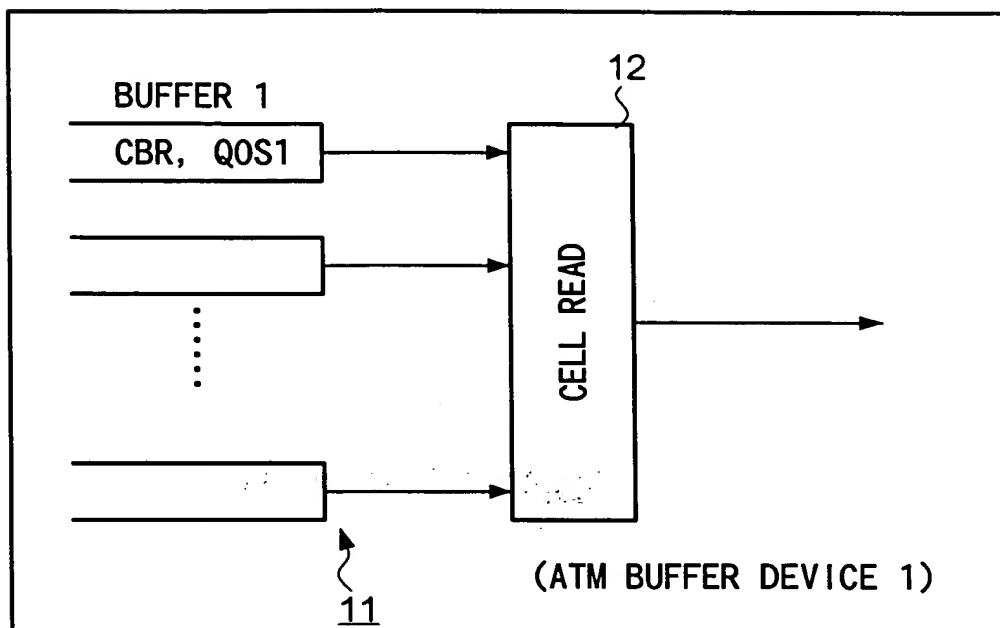 12
BUFFER 1
CBR, QOS1
CELL READ
(ATM BUFFER DEVICE 1)
11